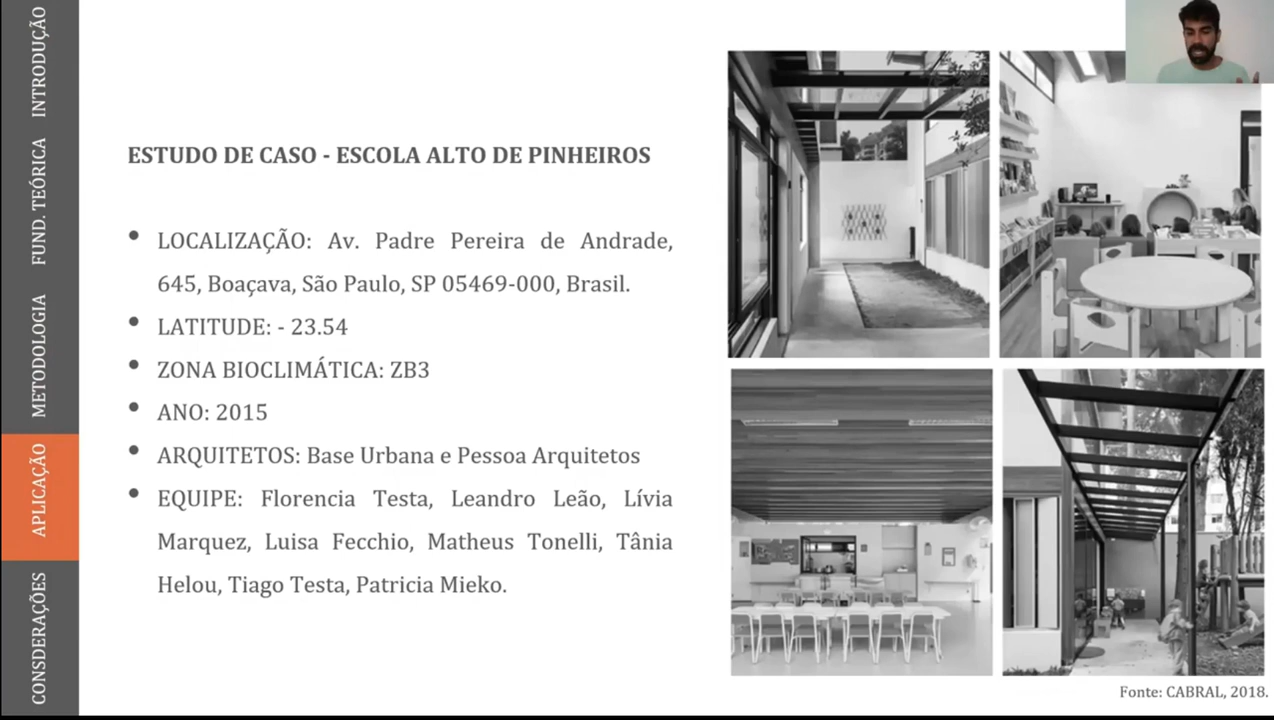 INTRODUÇÃO
FUND. TEÓRICA
METODOLOGIA
APLICAÇÃO
CONSDERAÇÕES
ESTUDO DE CASO - ESCOLA ALTO DE PINHEIROS
• LOCALIZAÇÃO: Av. Padre Pereira de Andrade,
645, Boaçava, São Paulo, SP 05469-000, Brasil.
• LATITUDE: - 23.54
• ZONA BIOCLIMÁTICA: ZB3
• ANO: 2015
• ARQUITETOS: Base Urbana e Pessoa Arquitetos
• EQUIPE: Florencia Testa, Leandro Leão, Lívia
Marquez, Luisa Fecchio, Matheus Tonelli, Tânia
Helou, Tiago Testa, Patricia Mieko.
Fonte: CABRAL, 2018.